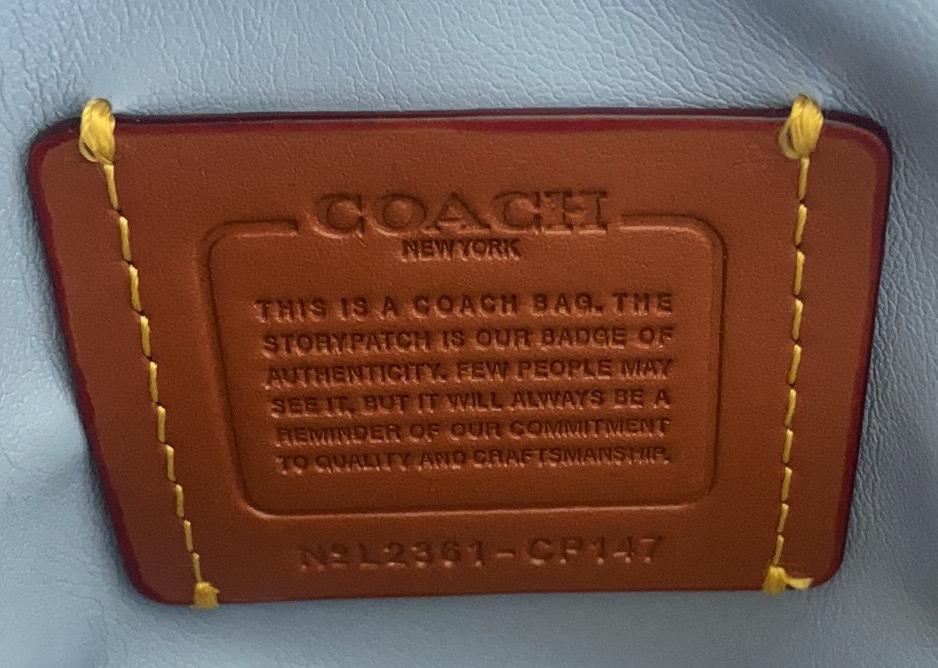 COACH
NEW YORK
THIS IS A COACH BAG. THE
STORYPATCH IS OUR BADGE OF
AUTHENTICITY. FEW PEOPLE MAY
SEE IT, BUT IT WILL ALWAYS BE A
REMINDER OF OUR COMMITMENT
TO QUALITY AND CRAFTSMANSHIP.
Nº L2361-CP147